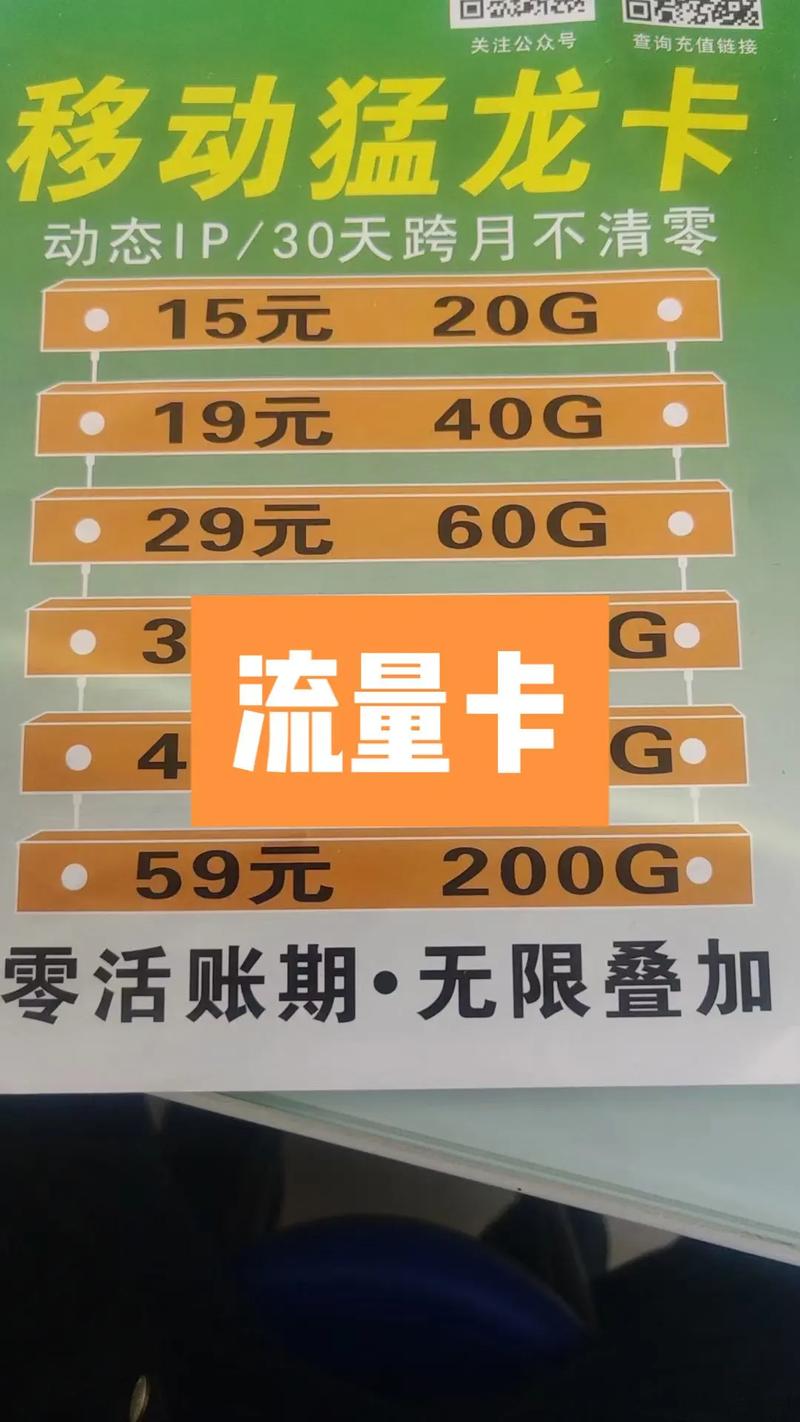 关注公众号 查询充值链接
移动猛龙卡
动态IP/30天跨月不清零
15元 20G
19元 40G
29元 60G
3 G
流量卡
4 G
59元 200G
零活账期·无限叠加